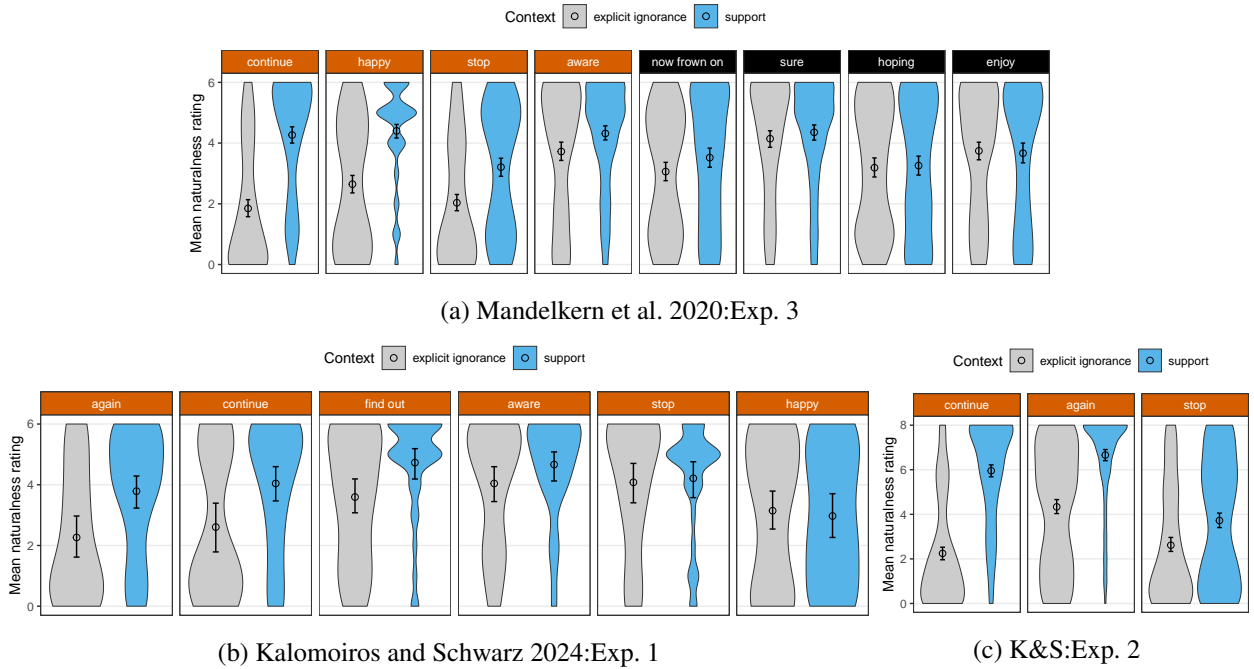 Context explicit ignorance support
continue happy stop aware now frown on sure hoping enjoy
Mean naturalness rating
6
4
2
0
(a) Mandelkern et al. 2020:Exp. 3
Context explicit ignorance support
again continue find out aware stop happy
Mean naturalness rating
6
4
2
0
(b) Kalomoiros and Schwarz 2024:Exp. 1
Context explicit ignorance support
continue again stop
Mean naturalness rating
8
6
4
2
0
(c) K&S:Exp. 2